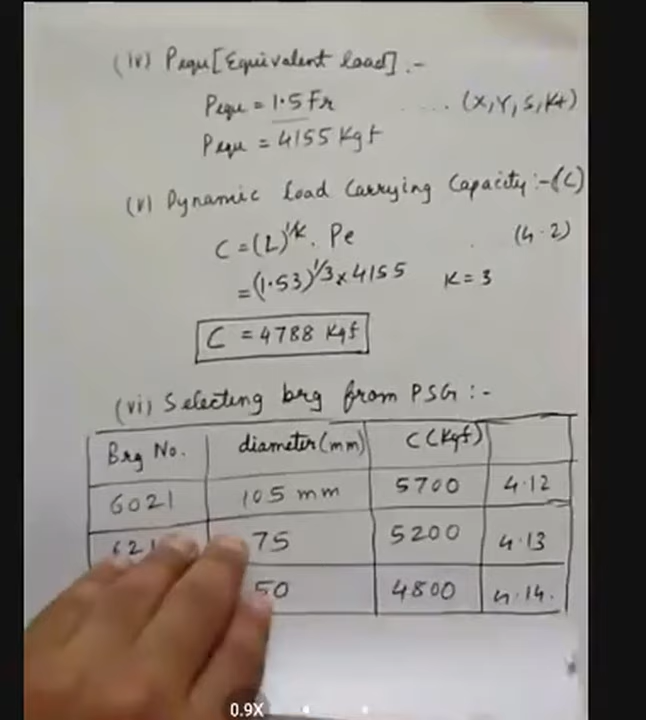 (iv) Pequ [Equivalent load] :-
Pequ = 1.5 Fr .... (X, Y, S, Kt)
Pequ = 4155 Kgf
(v) Dynamic load Carrying Capacity :- (C)
C = (L)^1/K . Pe (4.2)
= (1.53)^1/3 x 4155 K = 3
C = 4788 Kgf
(vi) Selecting brg from PSG :-
Brg No. diameter (mm) C (Kgf)
6021 105 mm 5700 4.12
75 5200 4.13
50 4800 4.14.
0.9X